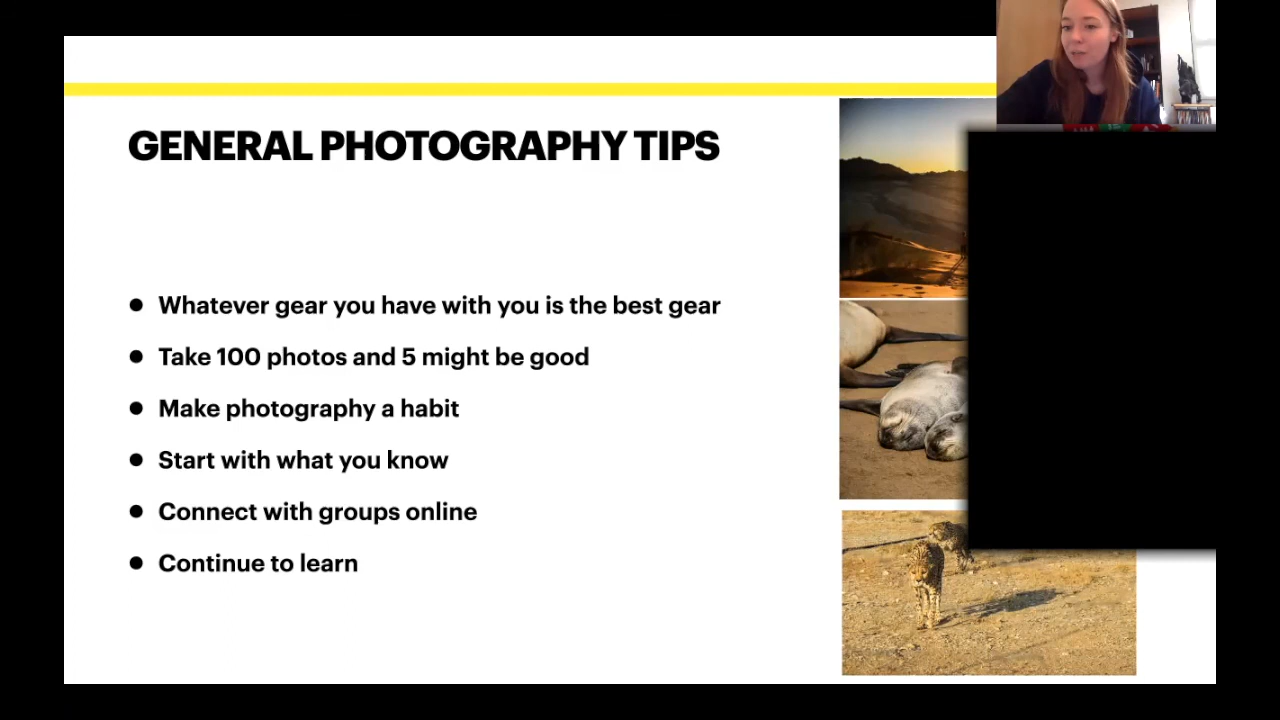 GENERAL PHOTOGRAPHY TIPS
● Whatever gear you have with you is the best gear
● Take 100 photos and 5 might be good
● Make photography a habit
● Start with what you know
● Connect with groups online
● Continue to learn